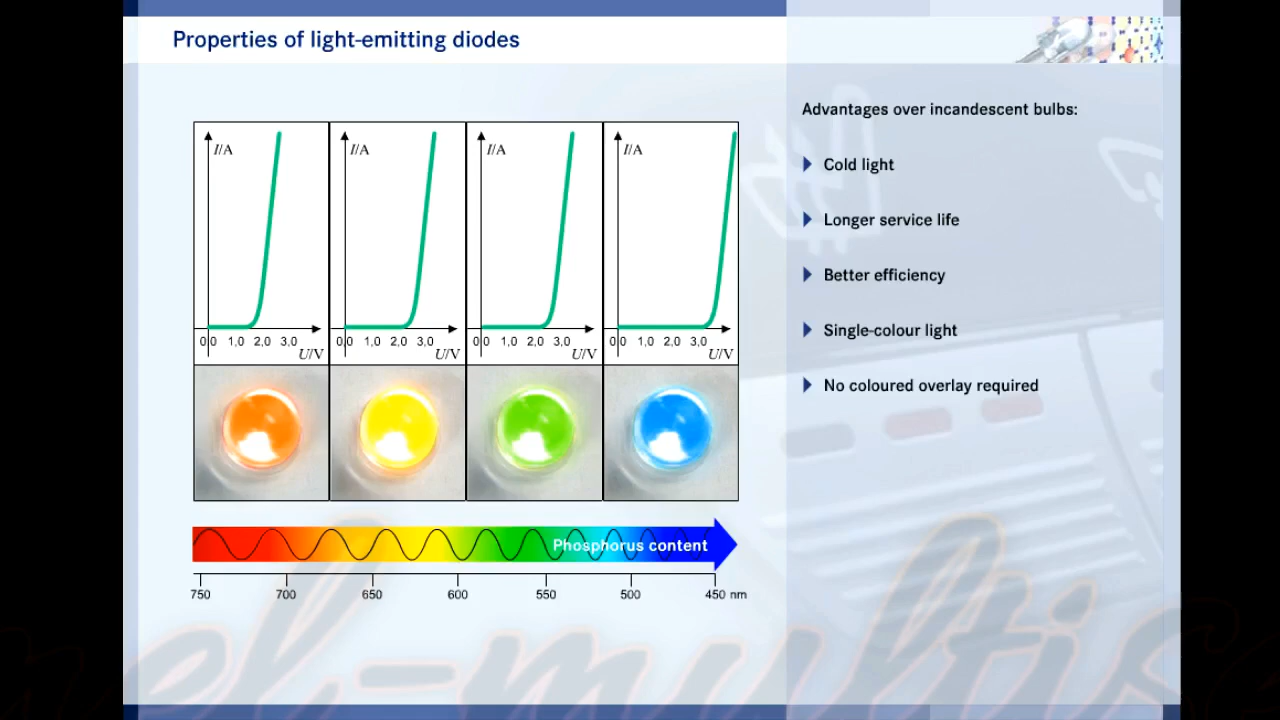 Properties of light-emitting diodes
I/A I/A I/A I/A
0,0 1,0 2,0 3,0 0,0 1,0 2,0 3,0 0,0 1,0 2,0 3,0 0,0 1,0 2,0 3,0
U/V U/V U/V U/V
Phosphorus content
750 700 650 600 550 500 450 nm
Advantages over incandescent bulbs:
Cold light
Longer service life
Better efficiency
Single-colour light
No coloured overlay required